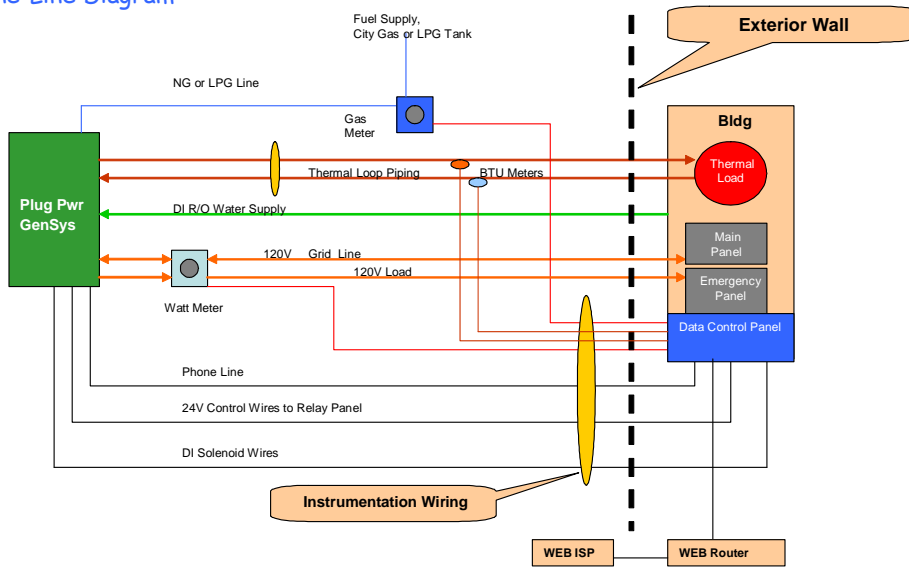 Line Diagram
Fuel Supply,
City Gas or LPG Tank
Exterior Wall
NG or LPG Line
Gas
Meter
Bldg
Thermal
Load
Thermal Loop Piping
BTU Meters
Plug Pwr
GenSys
DI R/O Water Supply
Main
Panel
120V Grid Line
120V Load
Emergency
Panel
Watt Meter
Data Control Panel
Phone Line
24V Control Wires to Relay Panel
DI Solenoid Wires
Instrumentation Wiring
WEB ISP
WEB Router